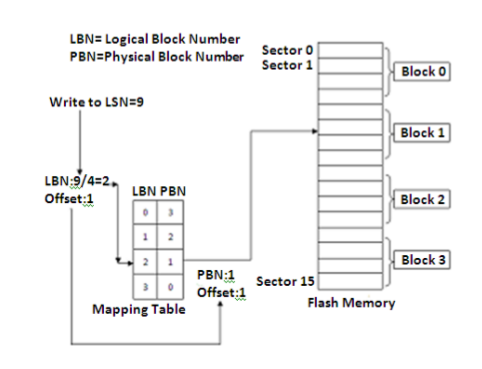 LBN= Logical Block Number
PBN=Physical Block Number
Sector 0
Sector 1
Block 0
Write to LSN=9
Block 1
LBN:9/4=2
Offset:1
LBN PBN
0 3
1 2
2 1
3 0
Mapping Table
PBN:1
Offset:1
Block 2
Block 3
Sector 15
Flash Memory